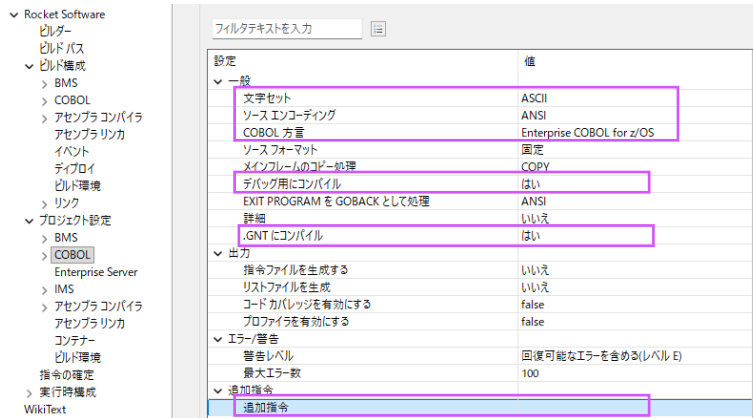 Rocket Software
ビルダー
ビルド パス
ビルド構成
BMS
COBOL
アセンブラ コンパイラ
アセンブラ リンカ
イベント
ディプロイ
ビルド環境
リンク
プロジェクト設定
BMS
COBOL
Enterprise Server
IMS
アセンブラ コンパイラ
アセンブラ リンカ
コンテナー
ビルド環境
指令の確定
実行時構成
WikiText
フィルタテキストを入力
設定 値
一般
文字セット ASCII
ソース エンコーディング ANSI
COBOL 方言 Enterprise COBOL for z/OS
ソース フォーマット 固定
メインフレームのコピー処理 COPY
デバッグ用にコンパイル はい
EXIT PROGRAM を GOBACK として処理 ANSI
詳細 いいえ
.GNT にコンパイル はい
出力
指令ファイルを生成する いいえ
リストファイルを生成 いいえ
コード カバレッジを有効にする false
プロファイラを有効にする false
エラー/警告
警告レベル 回復可能なエラーを含める(レベル E)
最大エラー数 100
追加指令
追加指令